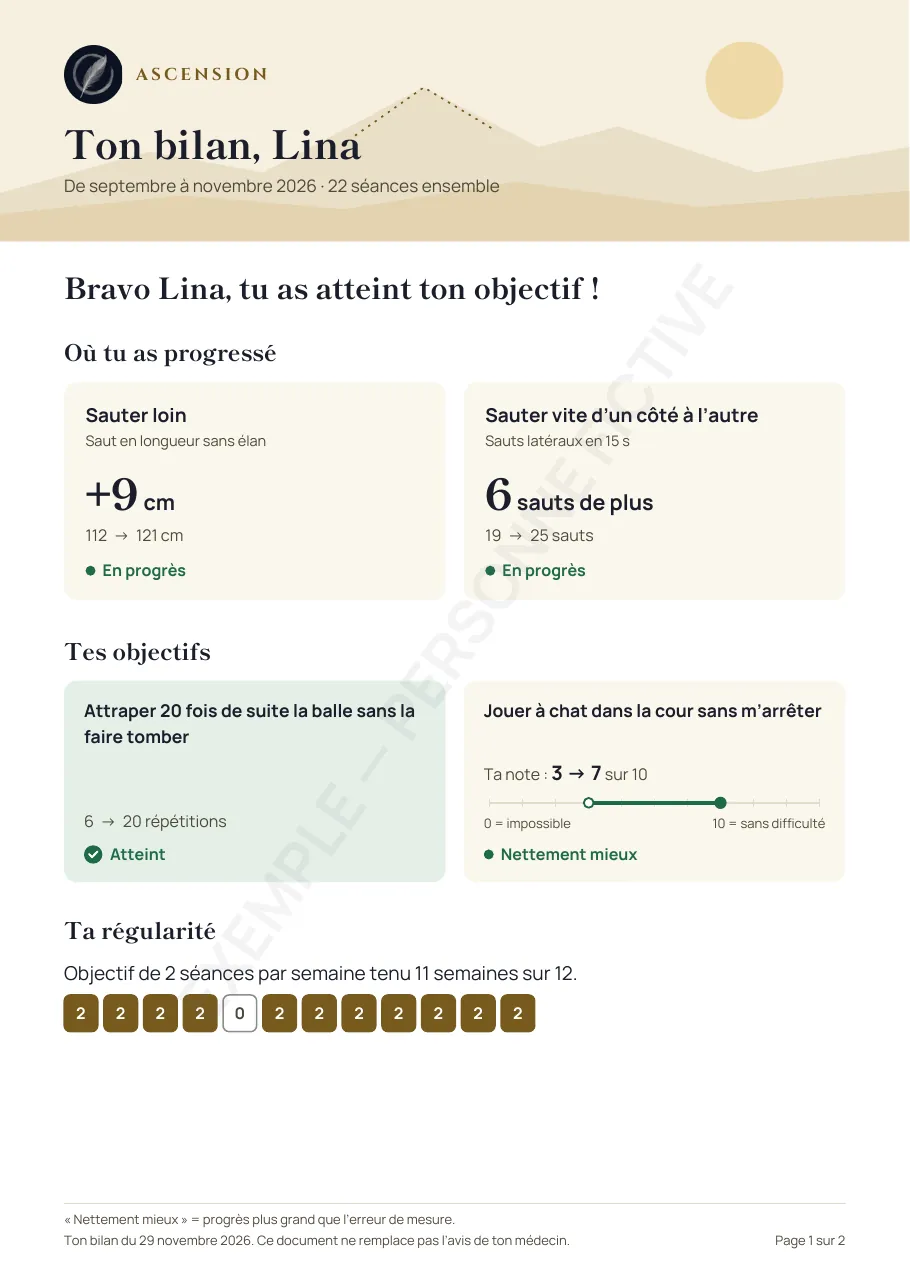 ASCENSION
Ton bilan, Lina
De septembre à novembre 2026 · 22 séances ensemble
Bravo Lina, tu as atteint ton objectif !
Où tu as progressé
Sauter loin
Saut en longueur sans élan
+9 cm
112 → 121 cm
En progrès
Sauter vite d’un côté à l’autre
Sauts latéraux en 15 s
6 sauts de plus
19 → 25 sauts
En progrès
Tes objectifs
Attraper 20 fois de suite la balle sans la
faire tomber
6 → 20 répétitions
Atteint
Jouer à chat dans la cour sans m’arrêter
Ta note : 3 → 7 sur 10
0 = impossible
10 = sans difficulté
Nettement mieux
Ta régularité
Objectif de 2 séances par semaine tenu 11 semaines sur 12.
2 2 2 2 0 2 2 2 2 2 2 2
EXEMPLE — PERSONNE FICTIVE
« Nettement mieux » = progrès plus grand que l’erreur de mesure.
Ton bilan du 29 novembre 2026. Ce document ne remplace pas l’avis de ton médecin.
Page 1 sur 2